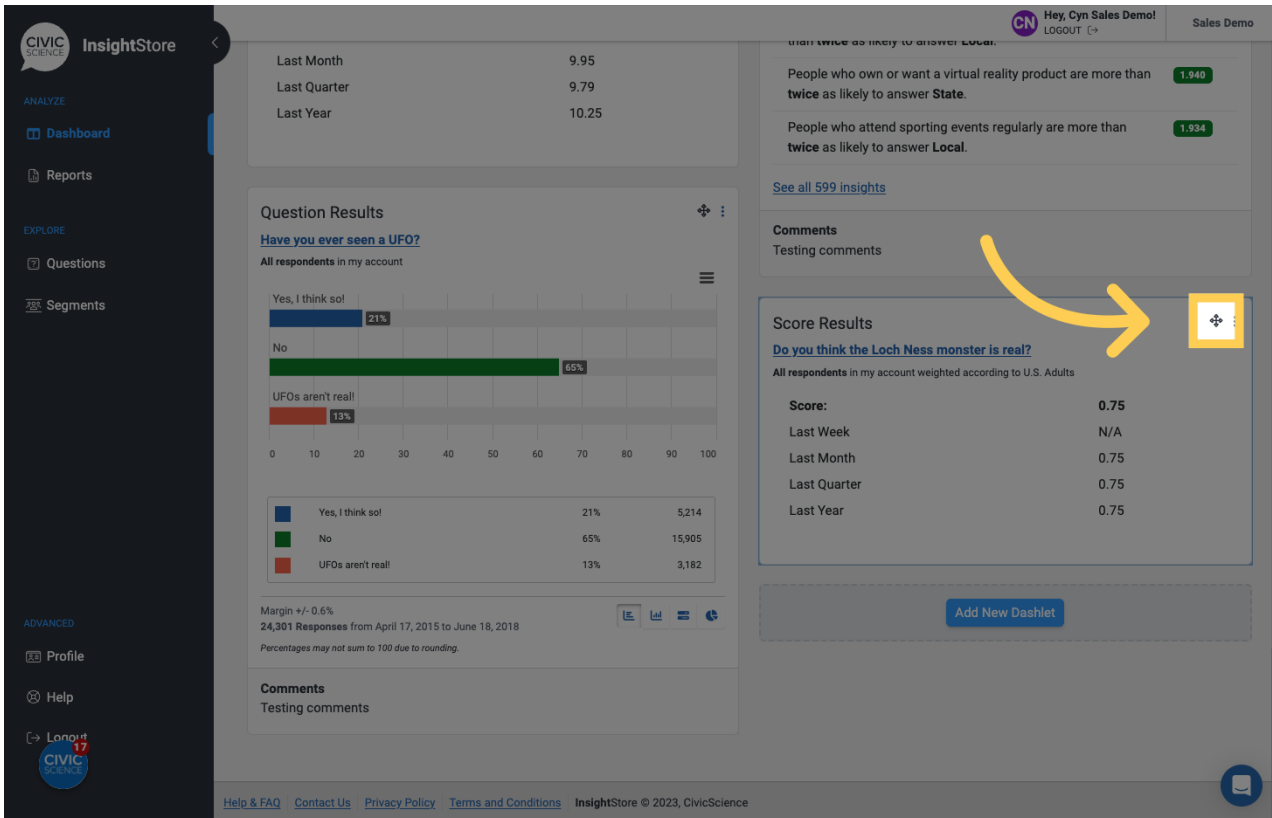 CIVIC
SCIENCE
InsightStore
CN
Hey, Cyn Sales Demo!
LOGOUT
Sales Demo
ANALYZE
Dashboard
Reports
EXPLORE
Questions
Segments
ADVANCED
Profile
Help
Logout
17
CIVIC
SCIENCE
Last Month 9.95
Last Quarter 9.79
Last Year 10.25
Question Results
Have you ever seen a UFO?
All respondents in my account
Yes, I think so!
21%
No
65%
UFOs aren't real!
13%
0 10 20 30 40 50 60 70 80 90 100
Yes, I think so! 21% 5,214
No 65% 15,905
UFOs aren't real! 13% 3,182
Margin +/- 0.6%
24,301 Responses from April 17, 2015 to June 18, 2018
Percentages may not sum to 100 due to rounding.
Comments
Testing comments
than twice as likely to answer Local.
People who own or want a virtual reality product are more than 1.940
twice as likely to answer State.
People who attend sporting events regularly are more than 1.934
twice as likely to answer Local.
See all 599 insights
Comments
Testing comments
Score Results
Do you think the Loch Ness monster is real?
All respondents in my account weighted according to U.S. Adults
Score: 0.75
Last Week N/A
Last Month 0.75
Last Quarter 0.75
Last Year 0.75
Add New Dashlet
Help & FAQ Contact Us Privacy Policy Terms and Conditions InsightStore © 2023, CivicScience